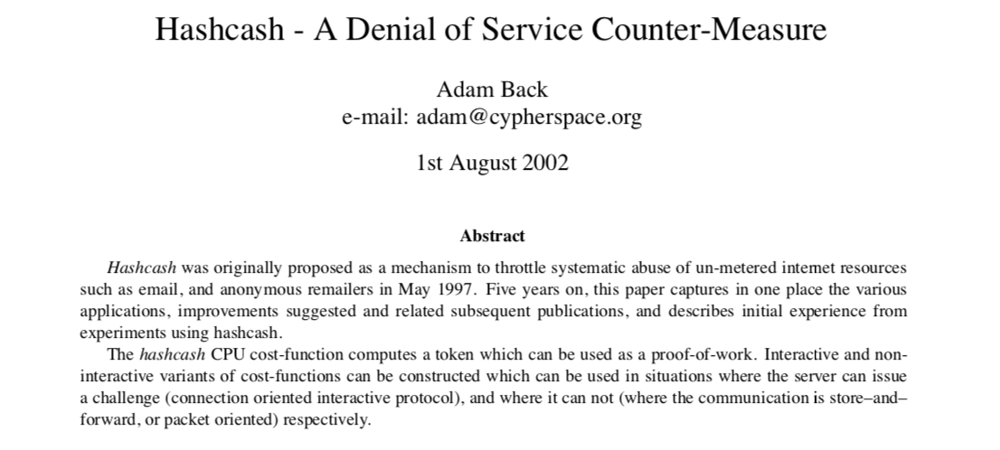 Hashcash - A Denial of Service Counter-Measure
Adam Back
e-mail: adam@cypherspace.org
1st August 2002
Abstract
Hashcash was originally proposed as a mechanism to throttle systematic abuse of un-metered internet resources
such as email, and anonymous remailers in May 1997. Five years on, this paper captures in one place the various
applications, improvements suggested and related subsequent publications, and describes initial experience from
experiments using hashcash.
The hashcash CPU cost-function computes a token which can be used as a proof-of-work. Interactive and non-
interactive variants of cost-functions can be constructed which can be used in situations where the server can issue
a challenge (connection oriented interactive protocol), and where it can not (where the communication is store–and–
forward, or packet oriented) respectively.